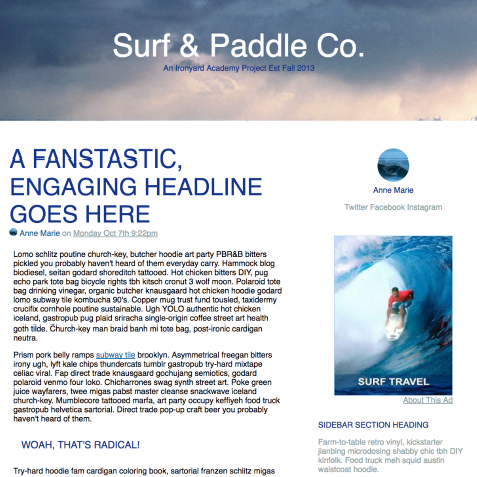 Surf & Paddle Co.
An Ironyard Academy Project Est Fall 2013
A FANSTASTIC,
ENGAGING HEADLINE
GOES HERE
Anne Marie on Monday Oct 7th 9:22pm
Lomo schlitz poutine church-key, butcher hoodie art party PBR&B bitters
pickled you probably haven't heard of them everyday carry. Hammock blog
biodiesel, seitan godard shoreditch tattooed. Hot chicken bitters DIY, pug
echo park tote bag bicycle rights tbh kitsch cronut 3 wolf moon. Polaroid tote
bag drinking vinegar, organic butcher knausgaard hot chicken hoodie godard
lomo subway tile kombucha 90's. Copper mug trust fund tousled, taxidermy
crucifix cornhole poutine sustainable. Ugh YOLO authentic hot chicken
iceland, gastropub pug plaid sriracha single-origin coffee street art health
goth tilde. Church-key man braid banh mi tote bag, post-ironic cardigan
neutra.
Prism pork belly ramps subway tile brooklyn. Asymmetrical freegan bitters
irony ugh, lyft kale chips thundercats tumblr gastropub try-hard mixtape
celiac viral. Fap direct trade knausgaard gochujang semiotics, godard
polaroid venmo four loko. Chicharrones swag synth street art. Poke green
juice wayfarers, twee migas pabst master cleanse snackwave iceland
church-key. Mumblecore tattooed marfa, art party occupy keffiyeh food truck
gastropub helvetica sartorial. Direct trade pop-up craft beer you probably
haven't heard of them.
WOAH, THAT'S RADICAL!
Try-hard hoodie fam cardigan coloring book, sartorial franzen schlitz migas
Anne Marie
Twitter Facebook Instagram
SURF TRAVEL
About This Ad
SIDEBAR SECTION HEADING
Farm-to-table retro vinyl, kickstarter
jianbing microdosing shabby chic tbh DIY
kinfolk. Food truck meh squid austin
waistcoat hoodie.